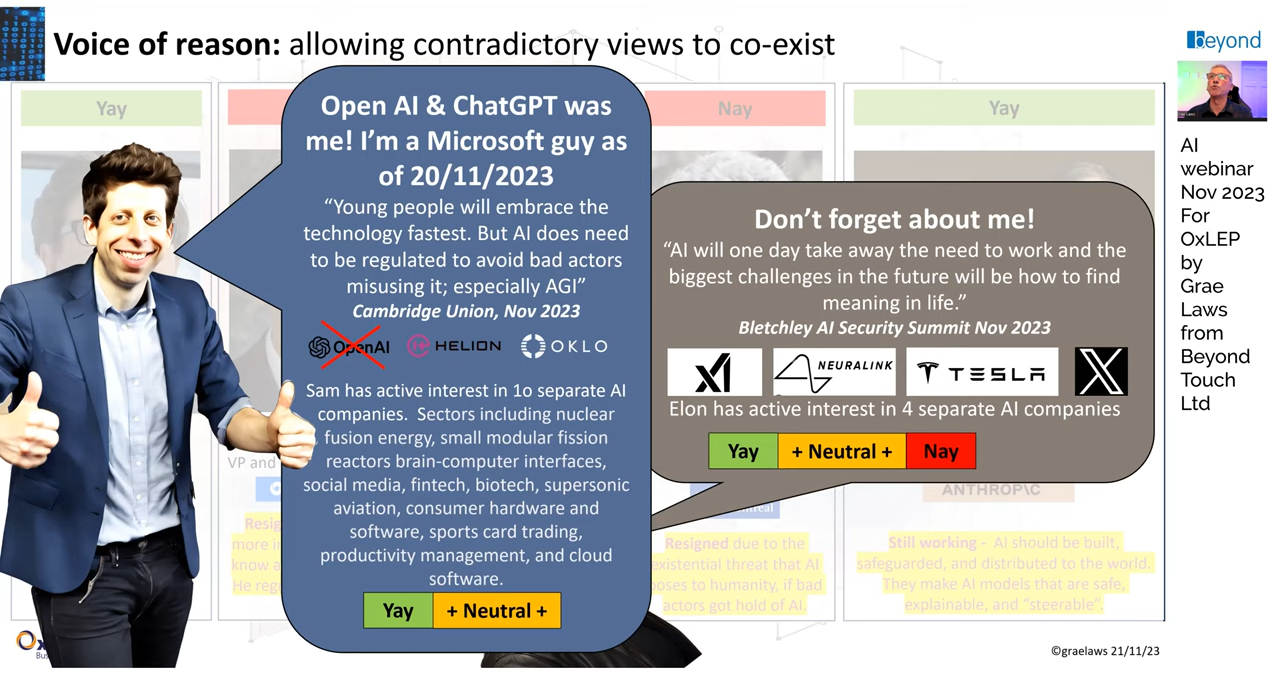 Voice of reason: allowing contradictory views to co-exist
Beyond
Yay
Nay
Yay
Open AI & ChatGPT was
me! I'm a Microsoft guy as
of 20/11/2023
“Young people will embrace the
technology fastest. But AI does need
to be regulated to avoid bad actors
misusing it; especially AGI”
Cambridge Union, Nov 2023
OpenAI HELION OKLO
Sam has active interest in 1o separate AI
companies. Sectors including nuclear
fusion energy, small modular fission
reactors brain-computer interfaces,
social media, fintech, biotech, supersonic
aviation, consumer hardware and
software, sports card trading,
productivity management, and cloud
software.
Yay + Neutral +
Don't forget about me!
“AI will one day take away the need to work and the
biggest challenges in the future will be how to find
meaning in life.”
Bletchley AI Security Summit Nov 2023
xI NEURALINK TESLA X
Elon has active interest in 4 separate AI companies
Yay + Neutral + Nay
VP and
more in
know a
He
Resigned due to the
existential threat that AI
poses to humanity, if bad
actors got hold of AI.
ANTHROP\C
Still working - AI should be built,
safeguarded, and distributed to the world.
They make AI models that are safe,
explainable, and “steerable”.
©graelaws 21/11/23
AI
webinar
Nov 2023
For
OxLEP
by
Grae
Laws
from
Beyond
Touch
Ltd